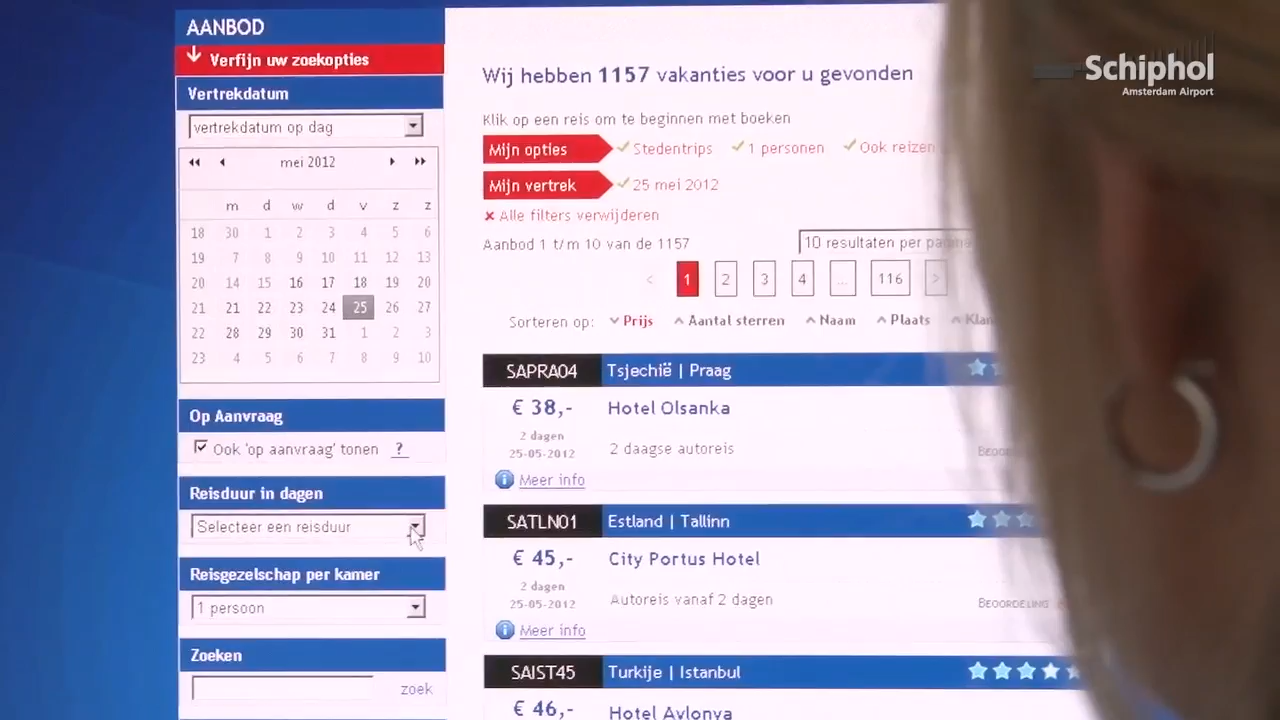 AANBOD
Verfijn uw zoekopties
Vertrekdatum
vertrekdatum op dag
mei 2012
m d w d v z z
18 30 1 2 3 4 5 6
19 7 8 9 10 11 12 13
20 14 15 16 17 18 19 20
21 21 22 23 24 25 26 27
22 28 29 30 31 1 2 3
23 4 5 6 7 8 9 10
Op Aanvraag
Ook 'op aanvraag' tonen ?
Reisduur in dagen
Selecteer een reisduur
Reisgezelschap per kamer
1 persoon
Zoeken
zoek
Wij hebben 1157 vakanties voor u gevonden
Klik op een reis om te beginnen met boeken
Mijn opties Stedentrips 1 personen Ook reizen
Mijn vertrek 25 mei 2012
Alle filters verwijderen
Aanbod 1 t/m 10 van de 1157
10 resultaten per pagina
< 1 2 3 4 ... 116 >
Sorteren op: Prijs Aantal sterren Naam Plaats
SAPRA04 Tsjechië | Praag
€ 38,- Hotel Olsanka
2 dagen
25-05-2012
2 daagse autoreis
Meer info
SATLN01 Estland | Tallinn
€ 45,- City Portus Hotel
2 dagen
25-05-2012
Autoreis vanaf 2 dagen
BEOORDELING
Meer info
SAIST45 Turkije | Istanbul
€ 46,- Hotel Avlonya
Schiphol
Amsterdam Airport